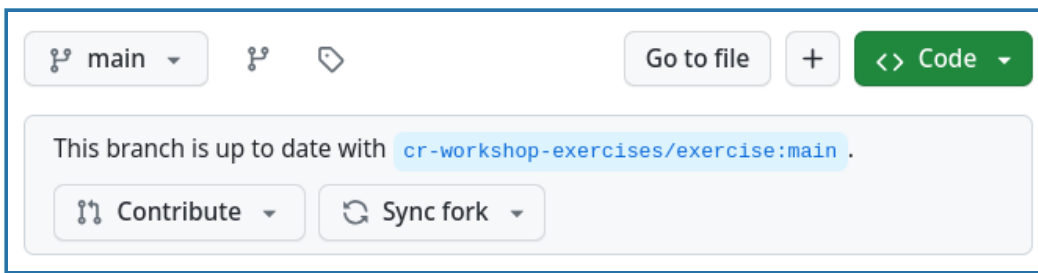 main
Go to file
+
<> Code
This branch is up to date with cr-workshop-exercises/exercise:main .
Contribute
Sync fork